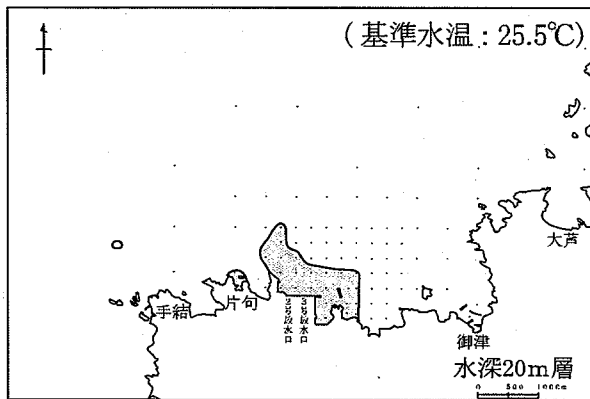 (基準水温：25.5℃)
大芦
手結
片句
2号放水口
3号放水口
御津
水深20m層
0 500 1000m